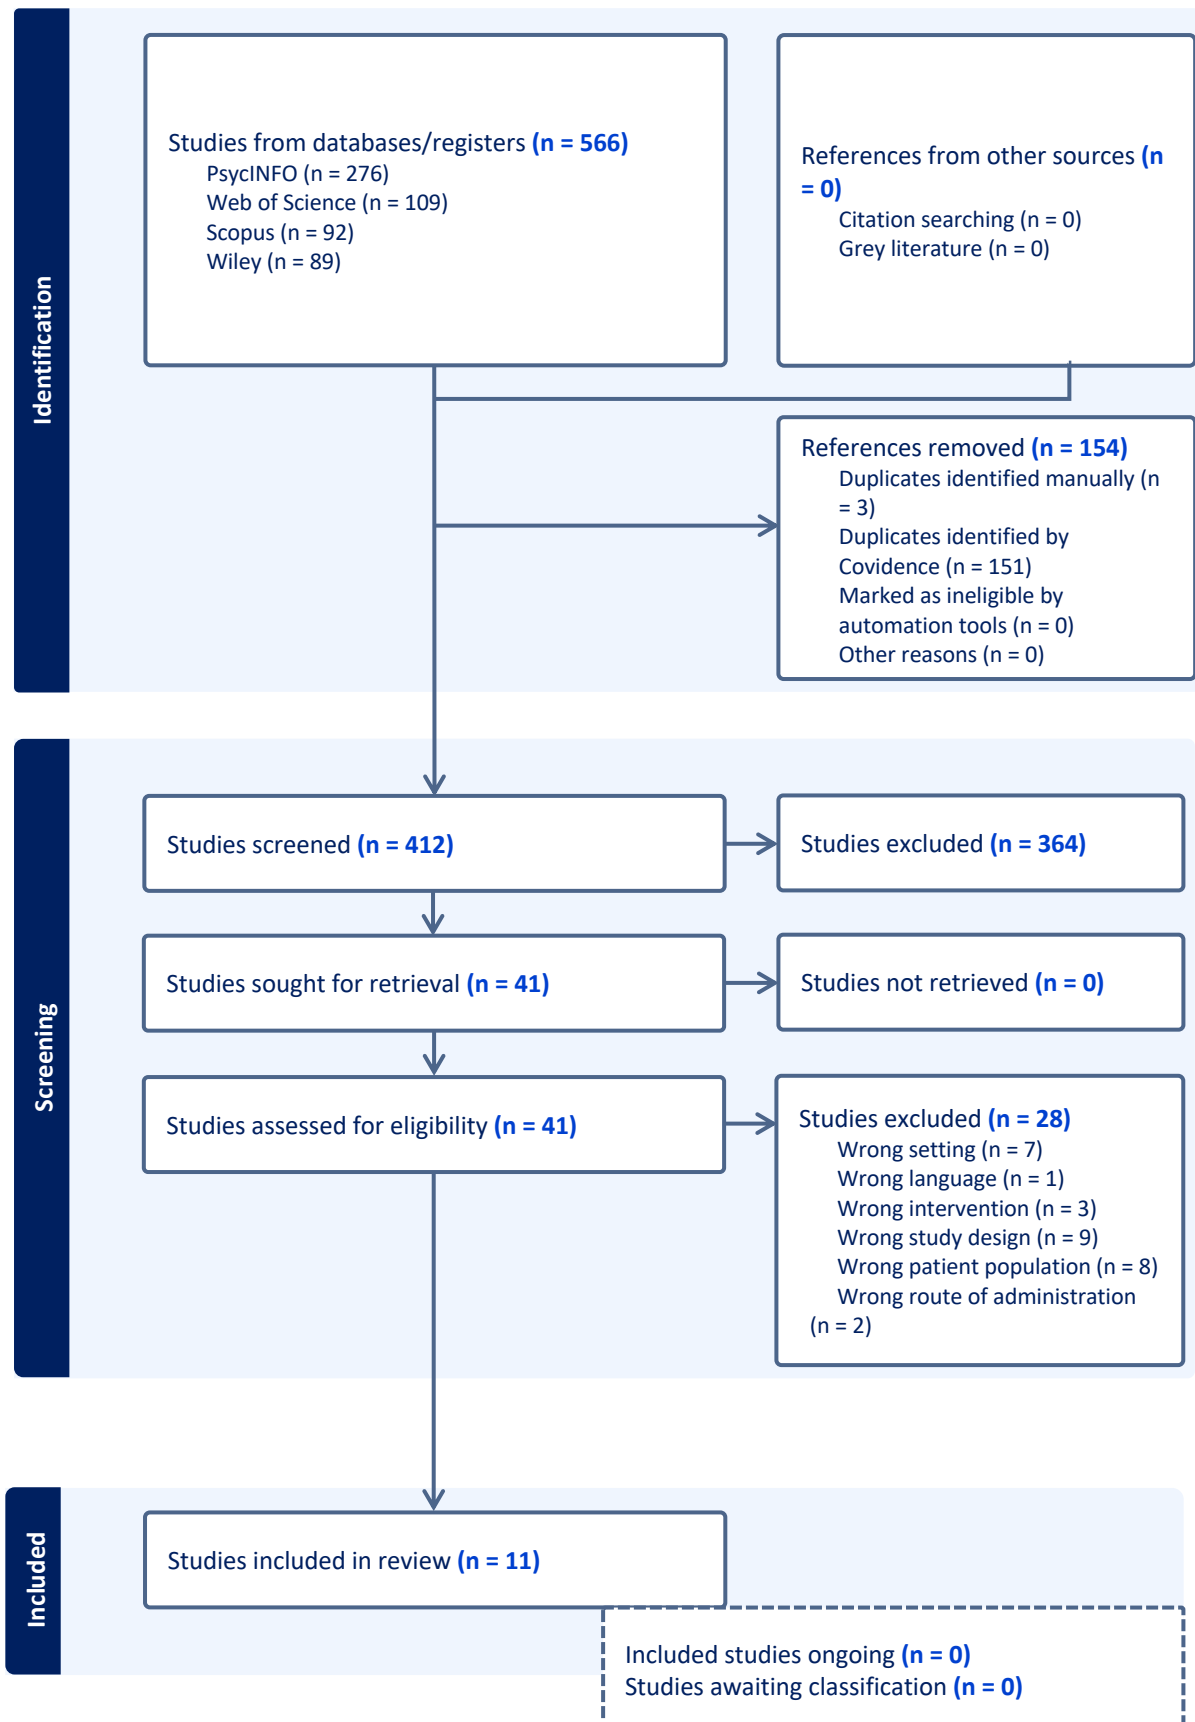 Identification
Studies from databases/registers (n = 566)
PsycINFO (n = 276)
Web of Science (n = 109)
Scopus (n = 92)
Wiley (n = 89)
References from other sources (n
= 0)
Citation searching (n = 0)
Grey literature (n = 0)
References removed (n = 154)
Duplicates identified manually (n
= 3)
Duplicates identified by
Covidence (n = 151)
Marked as ineligible by
automation tools (n = 0)
Other reasons (n = 0)
Screening
Studies screened (n = 412)
Studies excluded (n = 364)
Studies sought for retrieval (n = 41)
Studies not retrieved (n = 0)
Studies assessed for eligibility (n = 41)
Studies excluded (n = 28)
Wrong setting (n = 7)
Wrong language (n = 1)
Wrong intervention (n = 3)
Wrong study design (n = 9)
Wrong patient population (n = 8)
Wrong route of administration
(n = 2)
Included
Studies included in review (n = 11)
Included studies ongoing (n = 0)
Studies awaiting classification (n = 0)